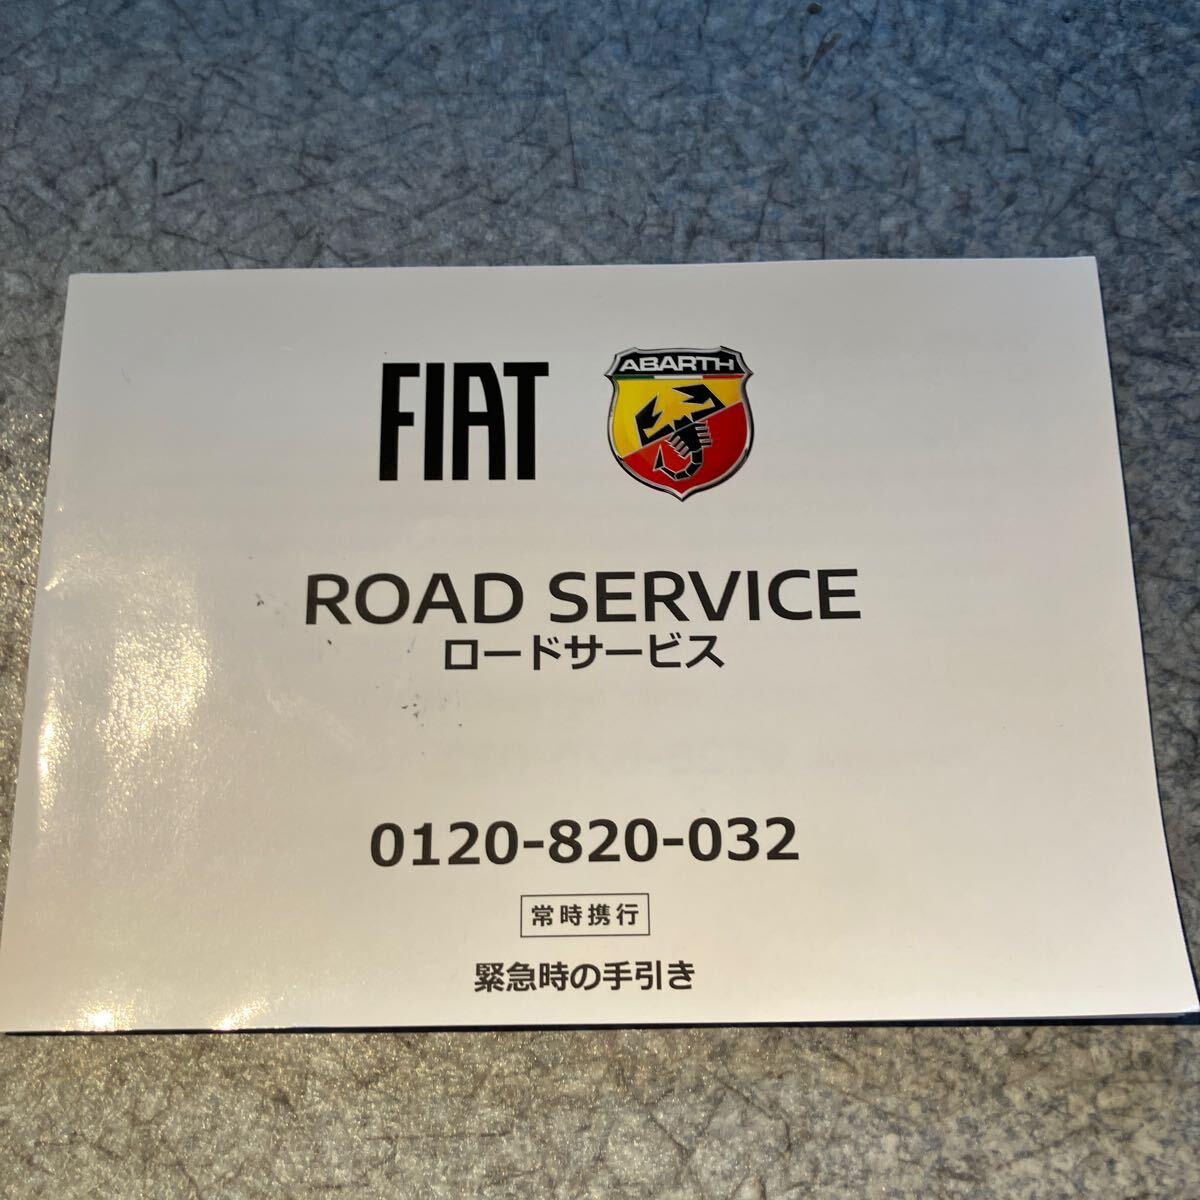 FIAT
ABARTH
ROAD SERVICE
ロードサービス
0120-820-032
常時携行
緊急時の手引き